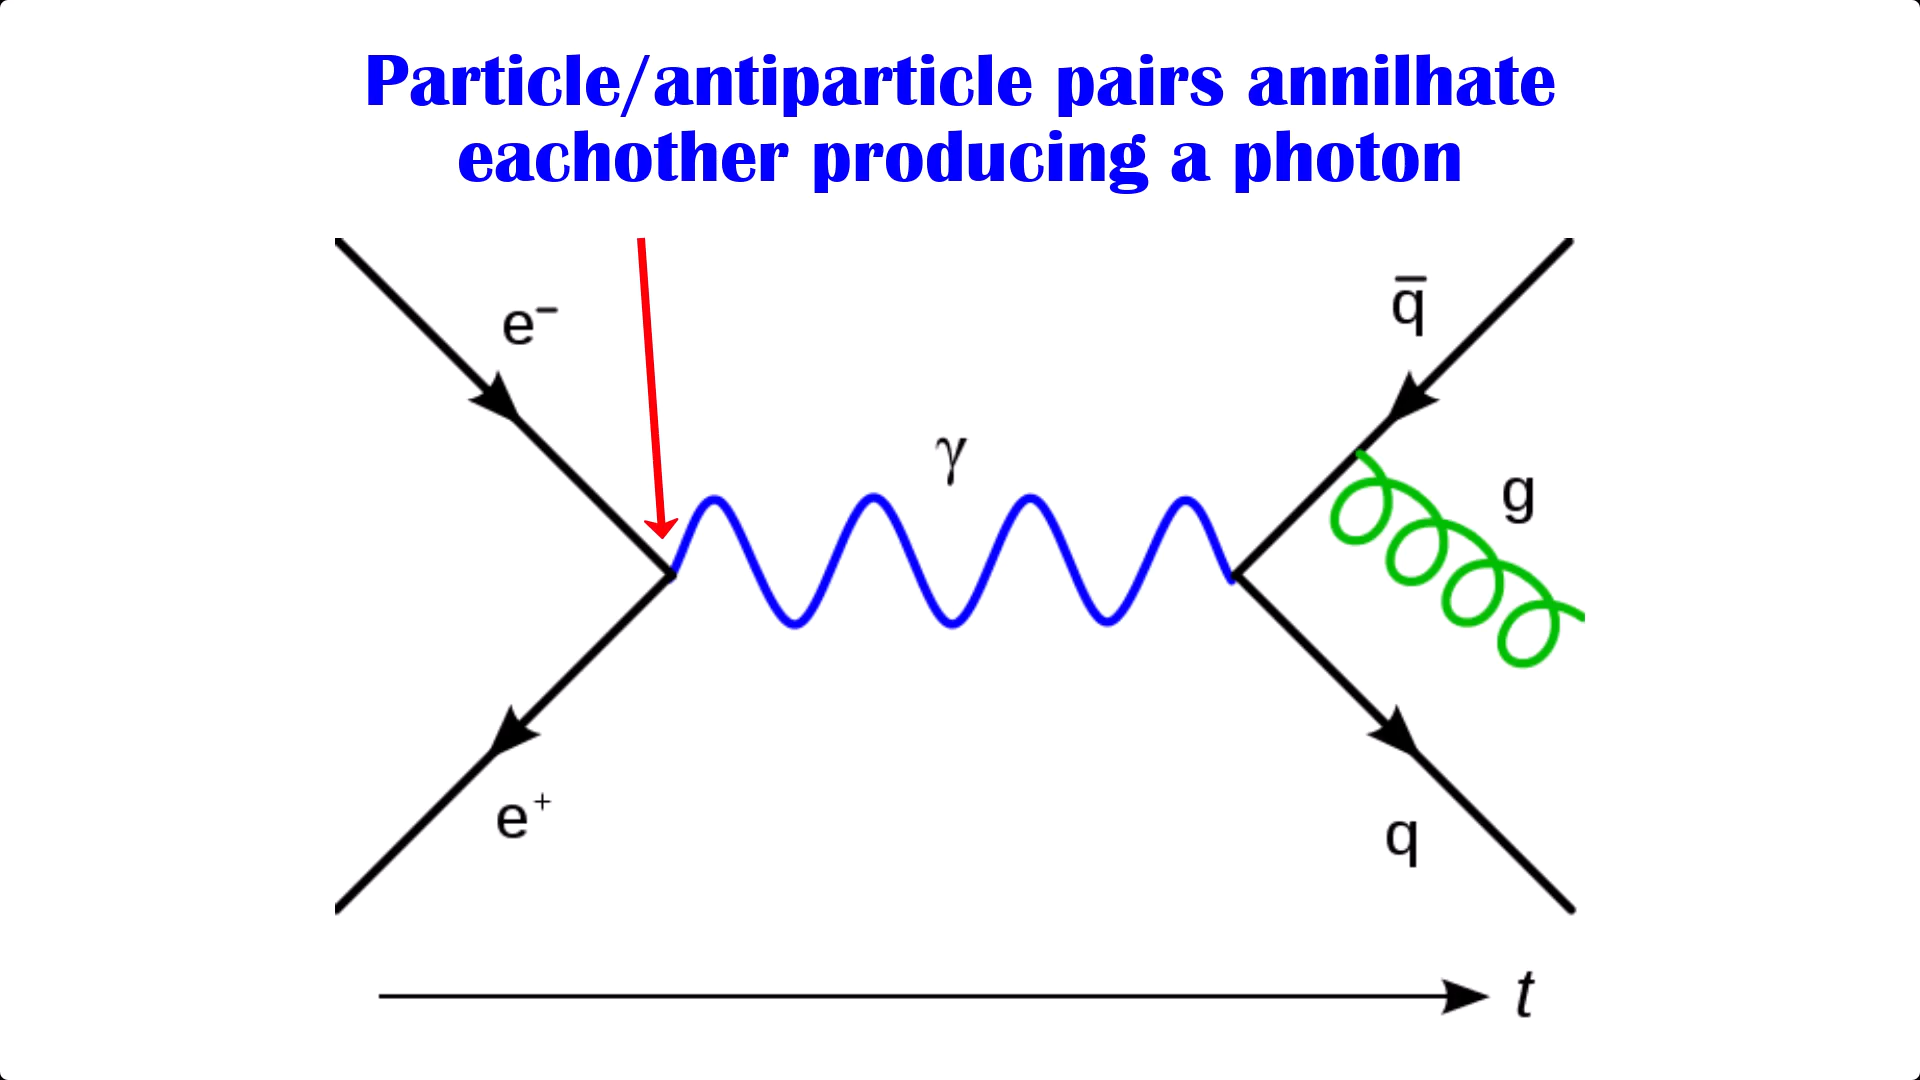 Particle/antiparticle pairs annilhate
eachother producing a photon
e⁻
q̄
γ
g
e⁺
q
t